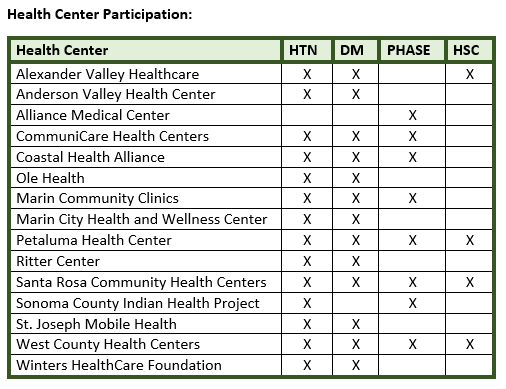 Health Center Participation:
Health Center HTN DM PHASE HSC
Alexander Valley Healthcare X X X
Anderson Valley Health Center X X
Alliance Medical Center X
CommuniCare Health Centers X X X
Coastal Health Alliance X X X
Ole Health X X
Marin Community Clinics X X X
Marin City Health and Wellness Center X X
Petaluma Health Center X X X X
Ritter Center X X
Santa Rosa Community Health Centers X X X X
Sonoma County Indian Health Project X X
St. Joseph Mobile Health X X
West County Health Centers X X X X
Winters HealthCare Foundation X X